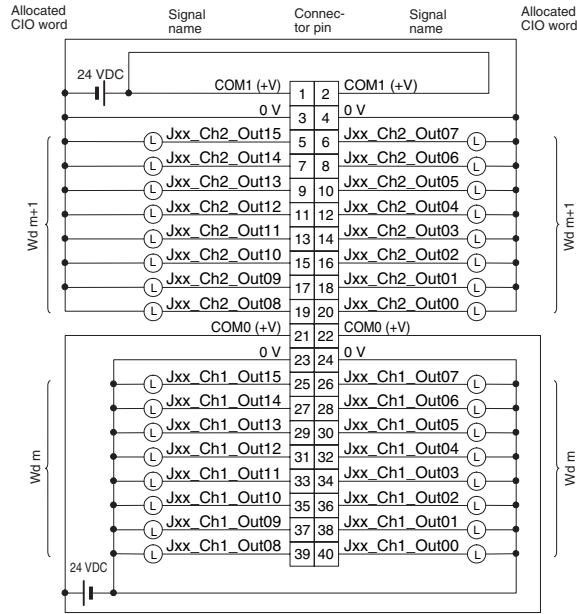 Allocated CIO word Signal name Connec-tor pin Signal name Allocated CIO word
24 VDC
COM1 (+V) 1 2 COM1 (+V)
0 V 3 4 0 V
L Jxx_Ch2_Out15 5 6 Jxx_Ch2_Out07 L
L Jxx_Ch2_Out14 7 8 Jxx_Ch2_Out06 L
L Jxx_Ch2_Out13 9 10 Jxx_Ch2_Out05 L
L Jxx_Ch2_Out12 11 12 Jxx_Ch2_Out04 L
Wd m+1 L Jxx_Ch2_Out11 13 14 Jxx_Ch2_Out03 L Wd m+1
L Jxx_Ch2_Out10 15 16 Jxx_Ch2_Out02 L
L Jxx_Ch2_Out09 17 18 Jxx_Ch2_Out01 L
L Jxx_Ch2_Out08 19 20 Jxx_Ch2_Out00 L
COM0 (+V) 21 22 COM0 (+V)
0 V 23 24 0 V
L Jxx_Ch1_Out15 25 26 Jxx_Ch1_Out07 L
L Jxx_Ch1_Out14 27 28 Jxx_Ch1_Out06 L
L Jxx_Ch1_Out13 29 30 Jxx_Ch1_Out05 L
L Jxx_Ch1_Out12 31 32 Jxx_Ch1_Out04 L
Wd m L Jxx_Ch1_Out11 33 34 Jxx_Ch1_Out03 L Wd m
L Jxx_Ch1_Out10 35 36 Jxx_Ch1_Out02 L
L Jxx_Ch1_Out09 37 38 Jxx_Ch1_Out01 L
L Jxx_Ch1_Out08 39 40 Jxx_Ch1_Out00 L
24 VDC